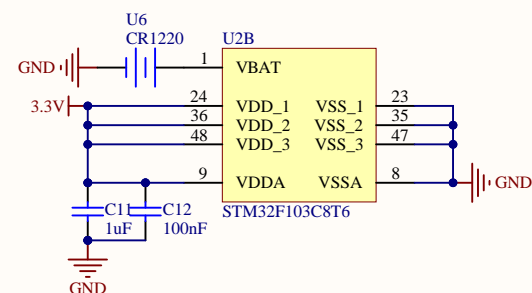 U6
CR1220
U2B
GND
1
VBAT
3.3V
24
VDD_1
VSS_1
23
36
VDD_2
VSS_2
35
48
VDD_3
VSS_3
47
9
VDDA
VSSA
8
GND
STM32F103C8T6
C11
1uF
C12
100nF
GND